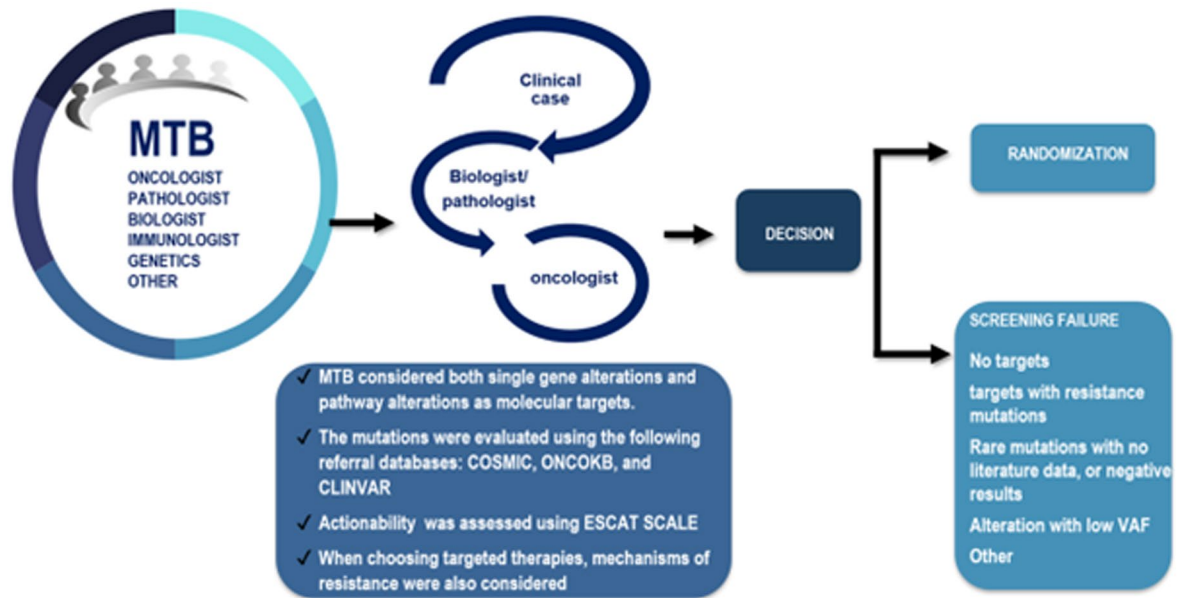 MTB
ONCOLOGIST
PATHOLOGIST
BIOLOGIST
IMMUNOLOGIST
GENETICS
OTHER
Clinical
case
Biologist/
pathologist
oncologist
DECISION
RANDOMIZATION
SCREENING FAILURE
No targets
targets with resistance
mutations
Rare mutations with no
literature data, or negative
results
Alteration with low VAF
Other
✓ MTB considered both single gene alterations and
pathway alterations as molecular targets.
✓ The mutations were evaluated using the following
referral databases: COSMIC, ONCOKB, and
CLINVAR
✓ Actionability was assessed using ESCAT SCALE
✓ When choosing targeted therapies, mechanisms of
resistance were also considered